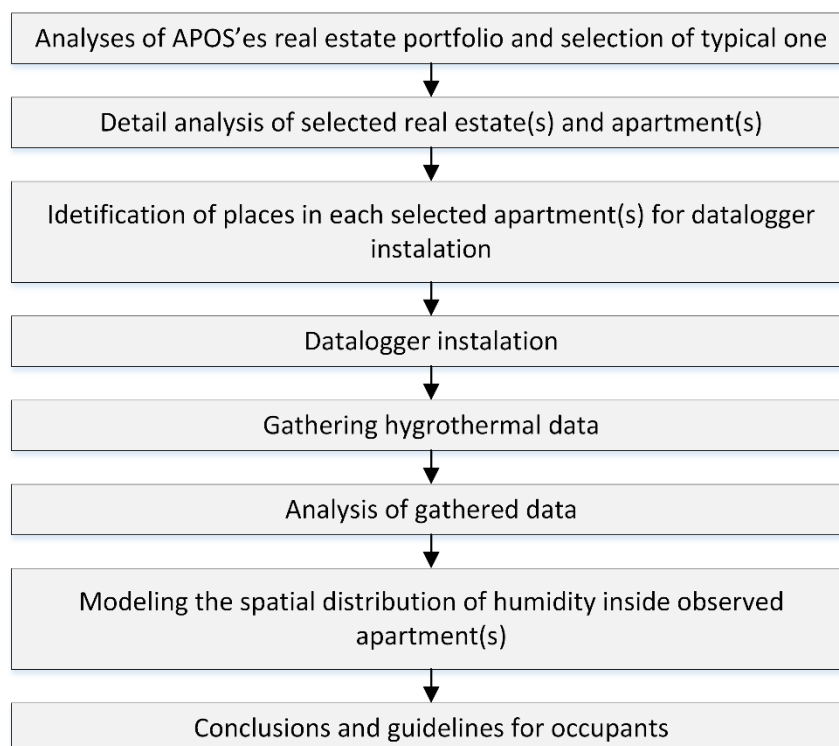 Analyses of APOS’es real estate portfolio and selection of typical one
Detail analysis of selected real estate(s) and apartment(s)
Idetification of places in each selected apartment(s) for datalogger
instalation
Datalogger instalation
Gathering hygrothermal data
Analysis of gathered data
Modeling the spatial distribution of humidity inside observed
apartment(s)
Conclusions and guidelines for occupants